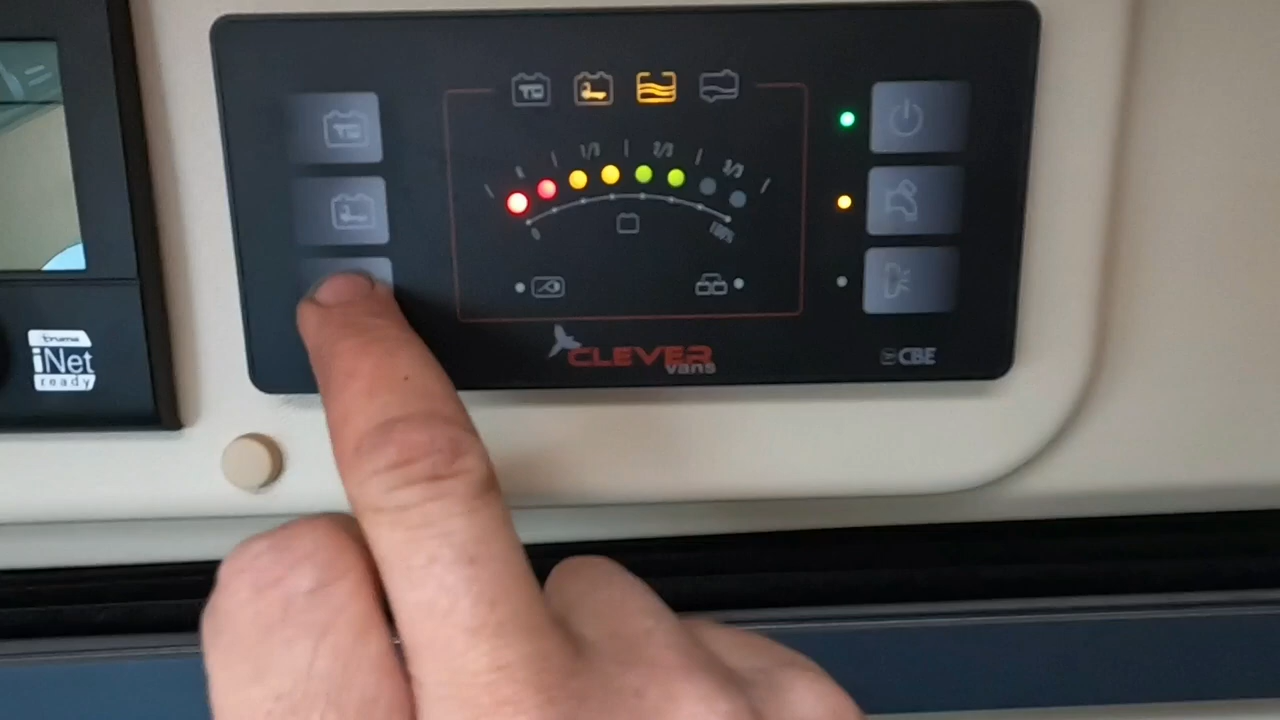 truma
iNet
ready
1/3
2/3
3/3
0
100%
CLEVER
vans
CBE